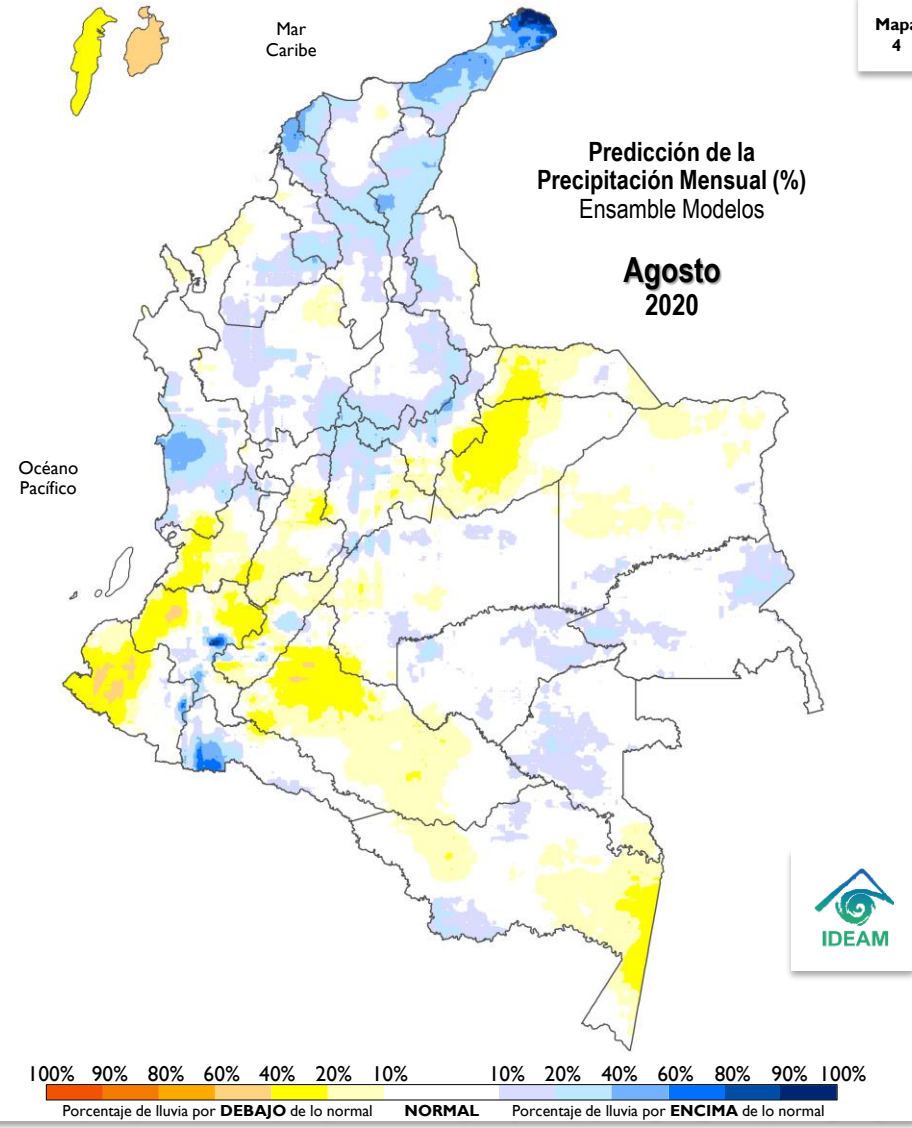 Mapa
4
Mar
Caribe
Predicción de la
Precipitación Mensual (%)
Ensamble Modelos
Agosto
2020
Océano
Pacífico
IDEAM
100% 90% 80% 60% 40% 20% 10% 10% 20% 40% 60% 80% 90% 100%
Porcentaje de lluvia por DEBAJO de lo normal NORMAL Porcentaje de lluvia por ENCIMA de lo normal